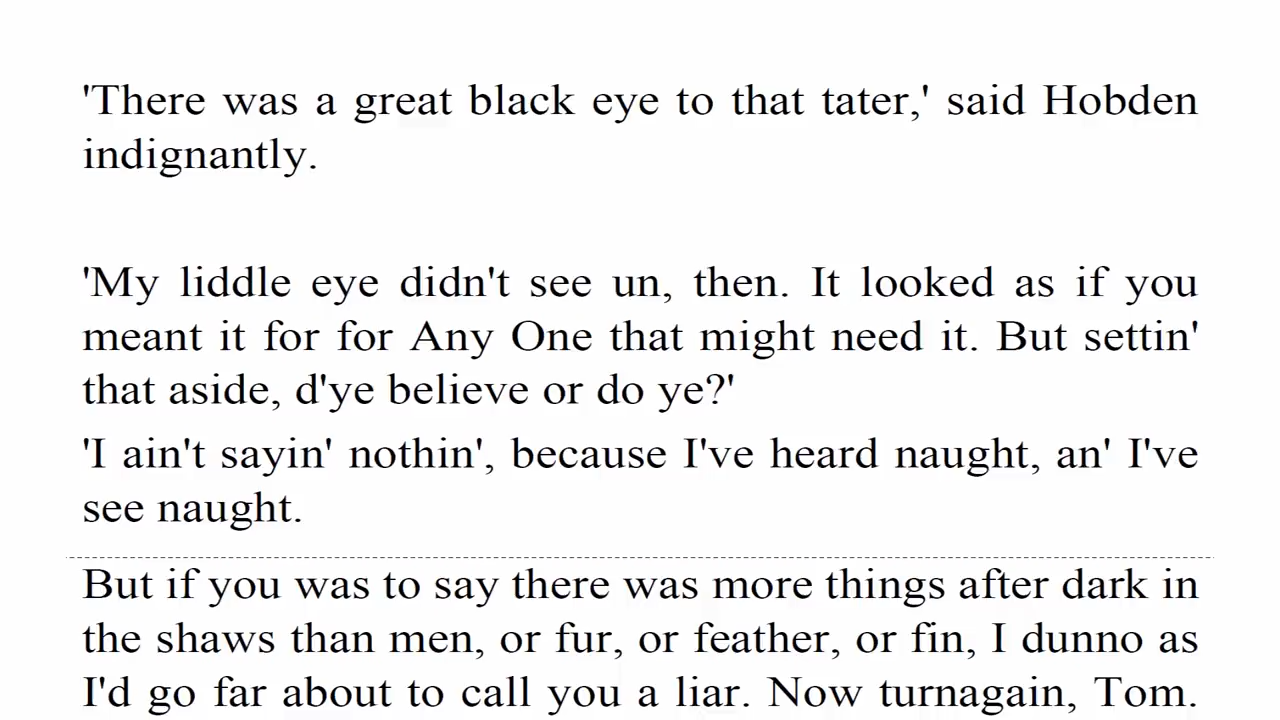 'There was a great black eye to that tater,' said Hobden
indignantly.
'My liddle eye didn't see un, then. It looked as if you
meant it for for Any One that might need it. But settin'
that aside, d'ye believe or do ye?'
'I ain't sayin' nothin', because I've heard naught, an' I've
see naught.
But if you was to say there was more things after dark in
the shaws than men, or fur, or feather, or fin, I dunno as
I'd go far about to call you a liar. Now turnagain, Tom.